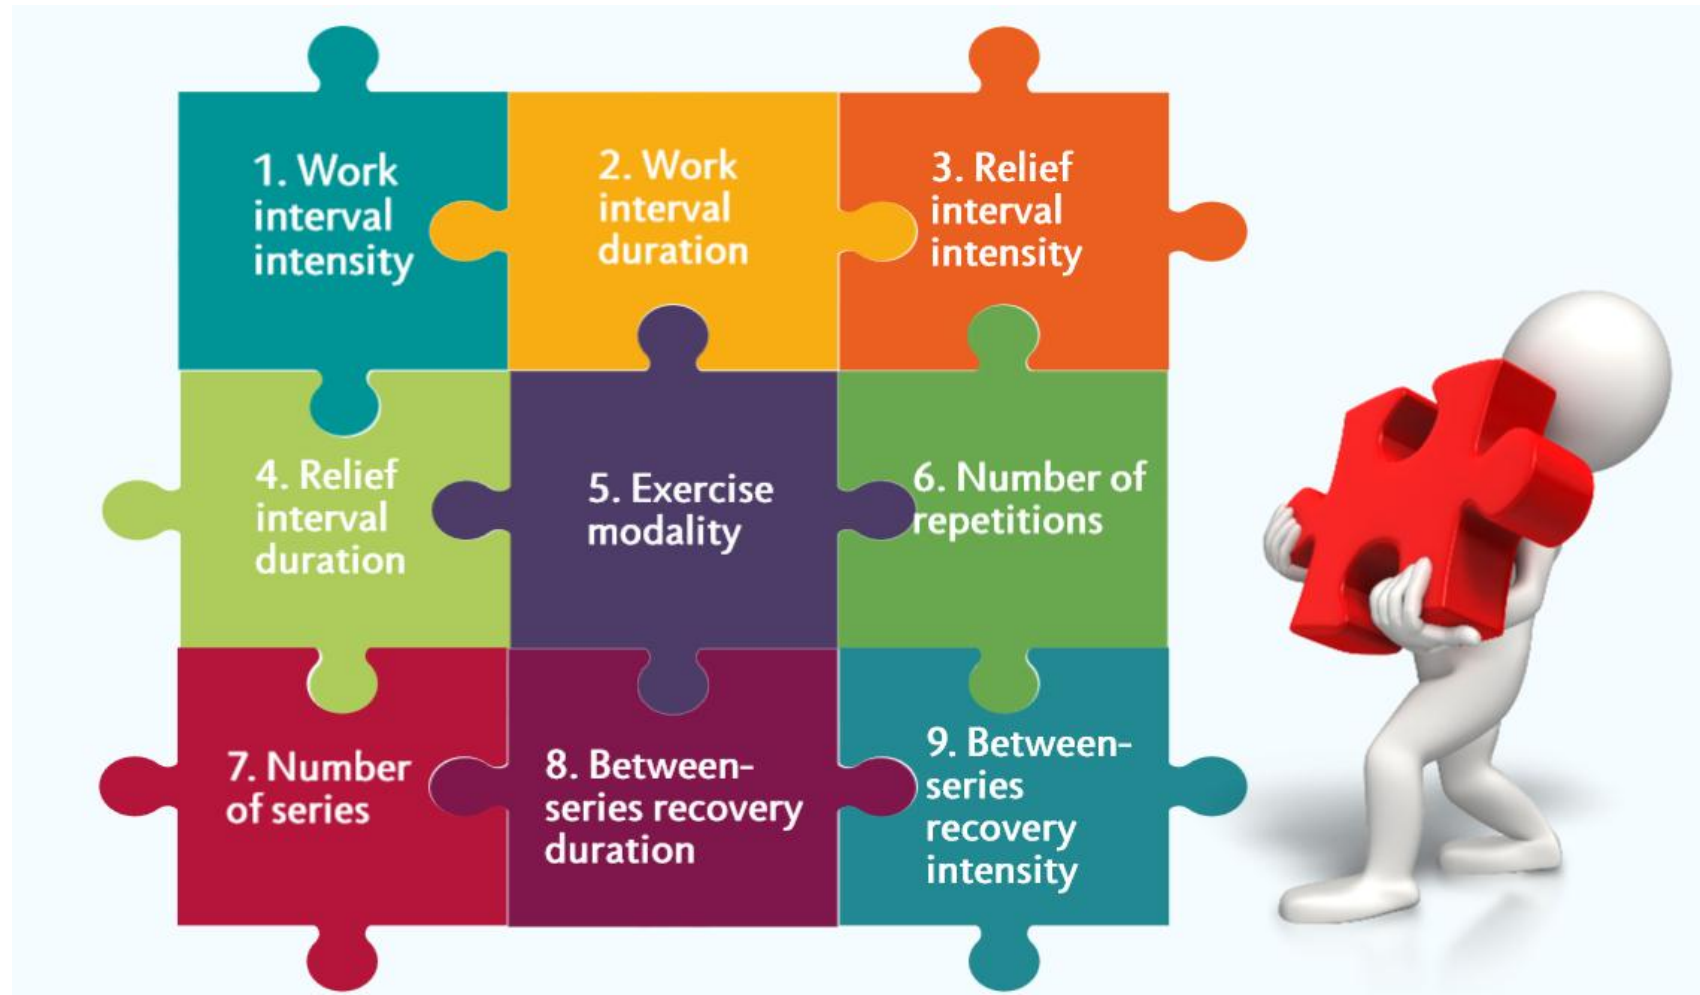 1. Work
interval
intensity
2. Work
interval
duration
3. Relief
interval
intensity
4. Relief
interval
duration
5. Exercise
modality
6. Number of
repetitions
7. Number
of series
8. Between-
series recovery
duration
9. Between-
series
recovery
intensity